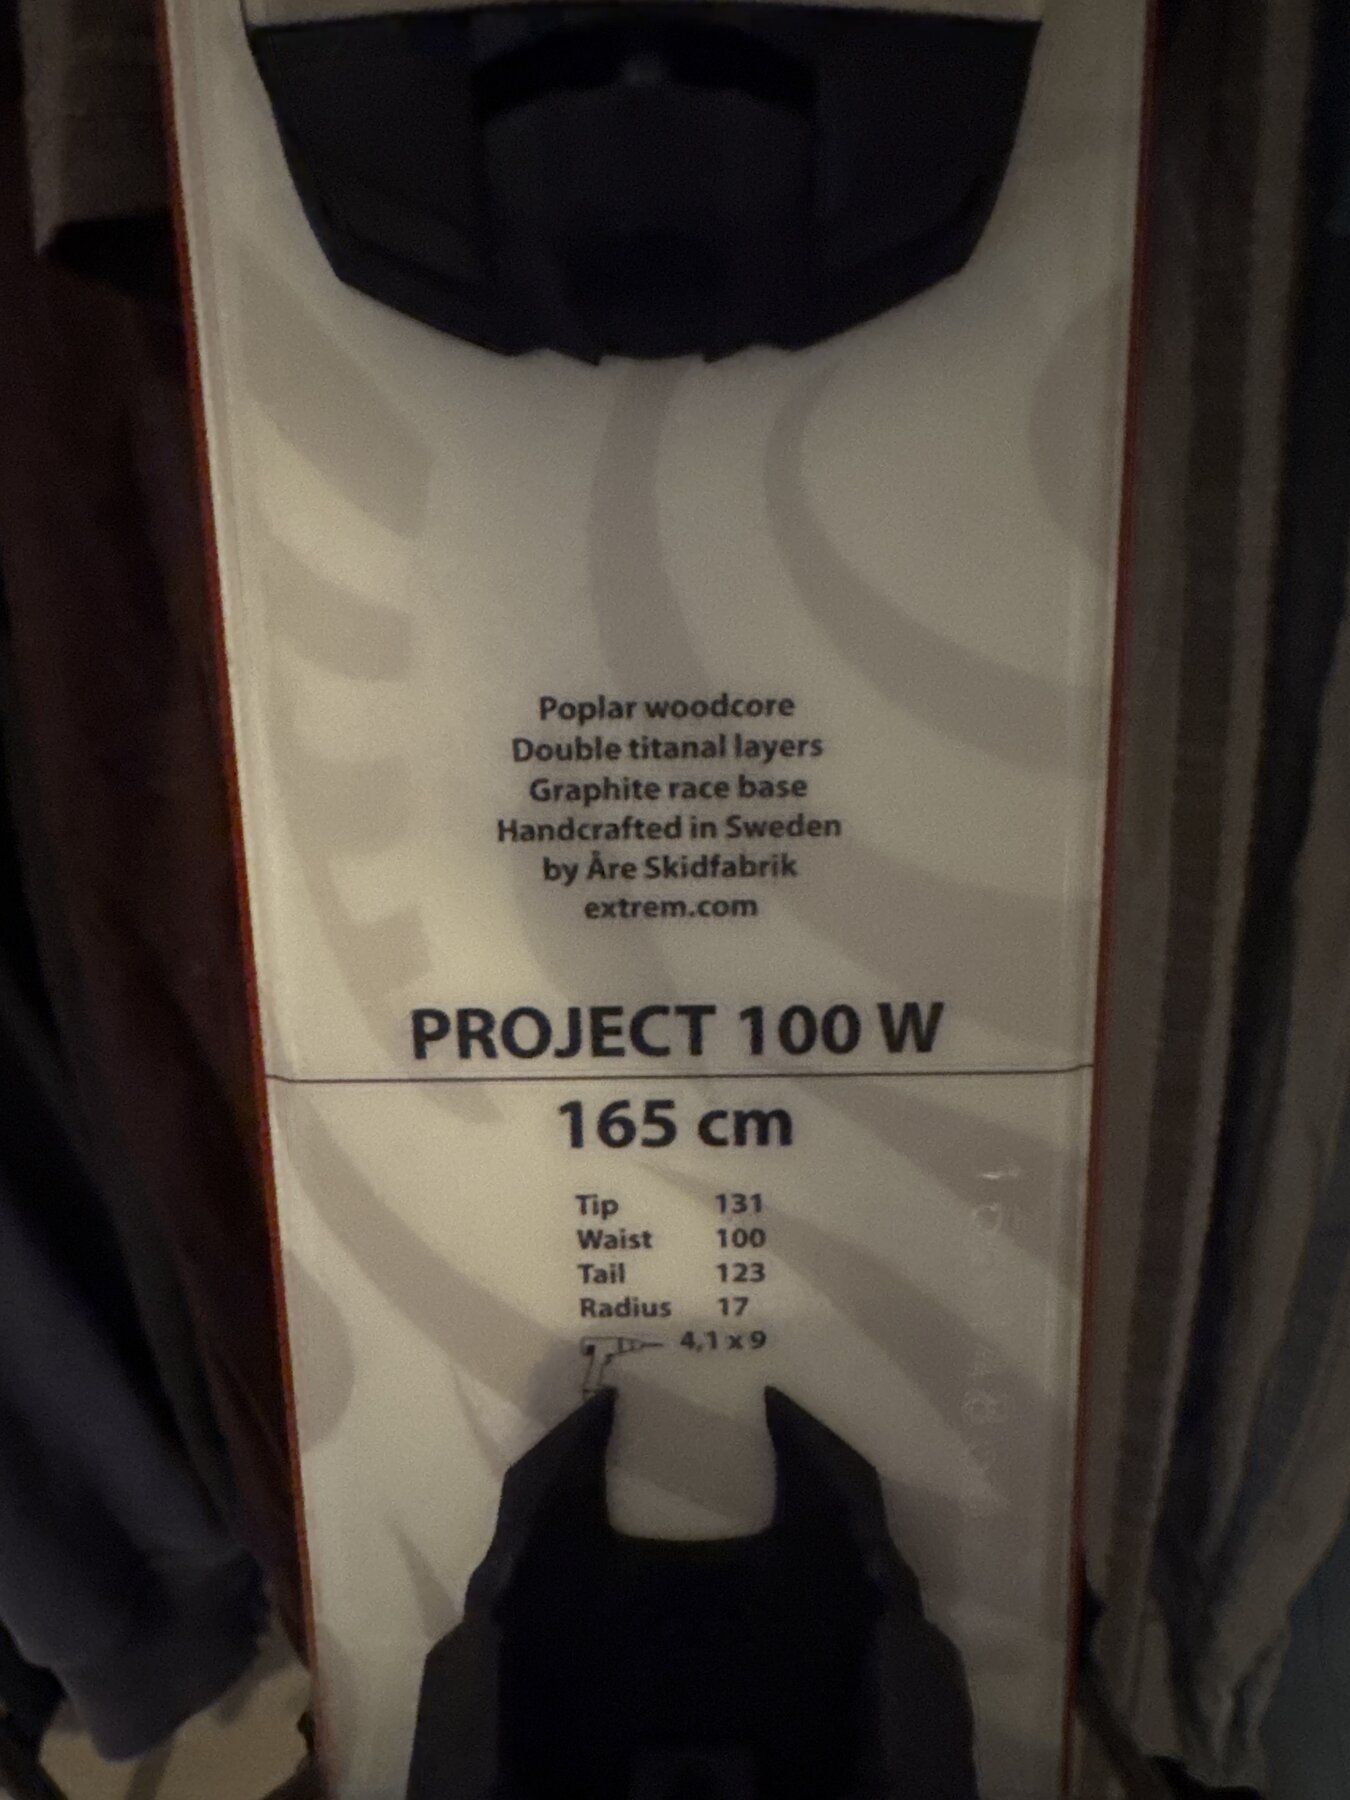 Poplar woodcore
Double titanal layers
Graphite race base
Handcrafted in Sweden
by Åre Skidfabrik
extrem.com
PROJECT 100 W
165 cm
Tip 131
Waist 100
Tail 123
Radius 17
4,1 x 9